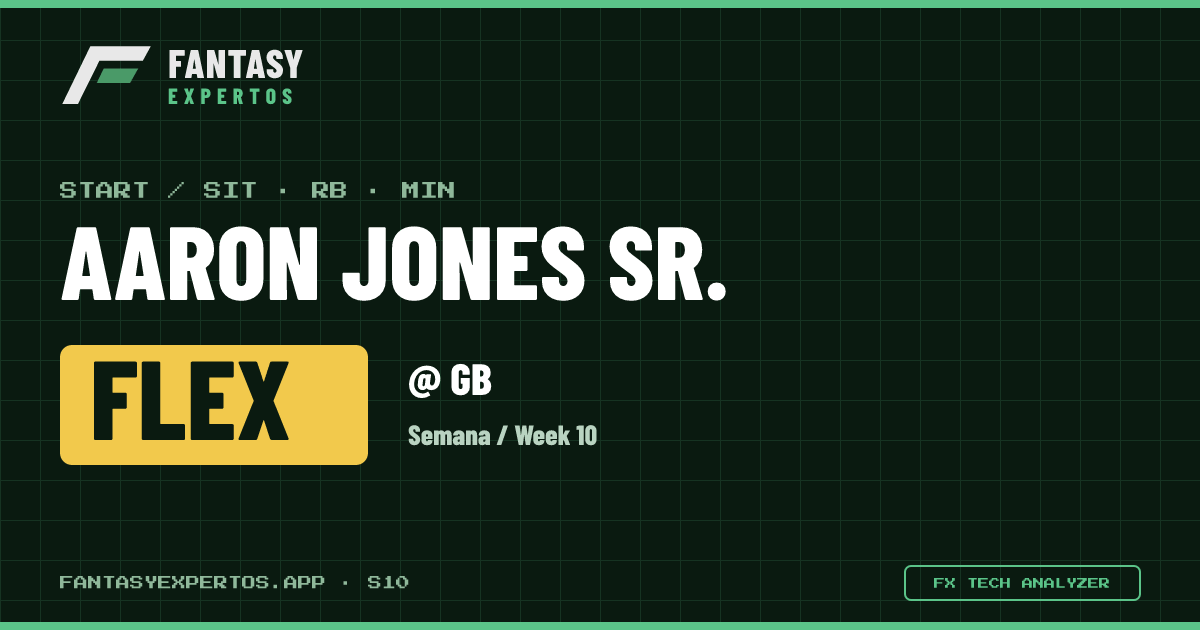 FANTASY
EXPERTOS
START / SIT · RB · MIN
AARON JONES SR.
FLEX
@ GB
Semana / Week 10
FANTASYEXPERTOS.APP · S10
FX TECH ANALYZER